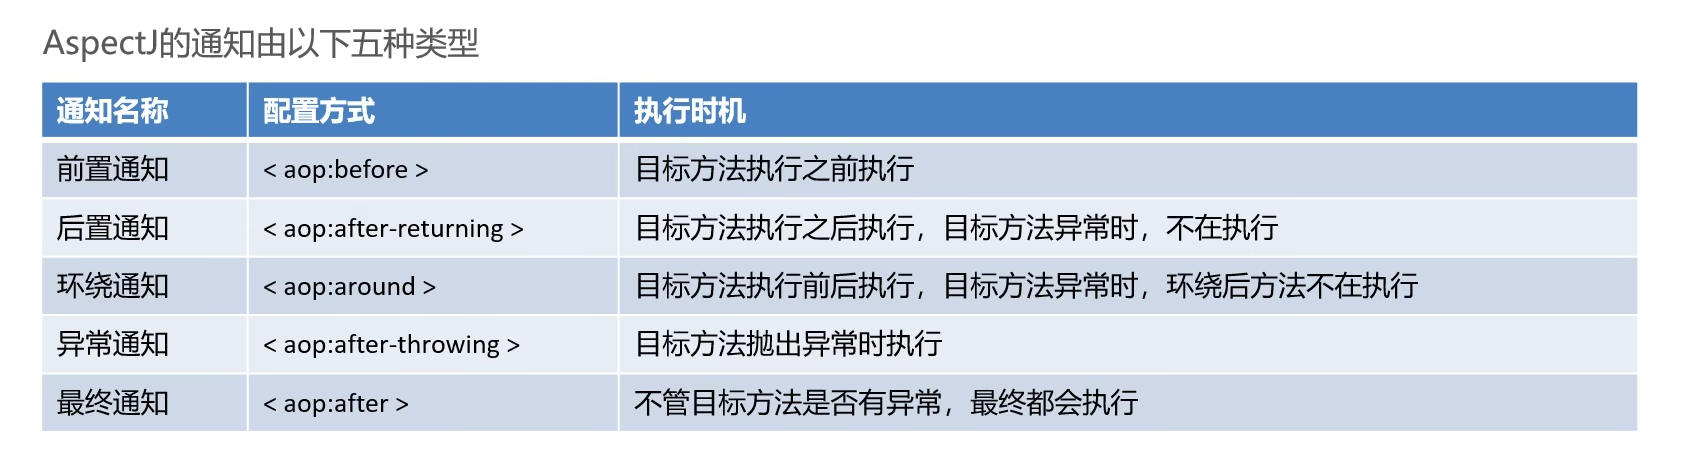 AspectJ的通知由以下五种类型
通知名称 配置方式 执行时机
前置通知 < aop:before > 目标方法执行之前执行
后置通知 < aop:after-returning > 目标方法执行之后执行，目标方法异常时，不在执行
环绕通知 < aop:around > 目标方法执行前后执行，目标方法异常时，环绕后方法不在执行
异常通知 < aop:after-throwing > 目标方法抛出异常时执行
最终通知 < aop:after > 不管目标方法是否有异常，最终都会执行